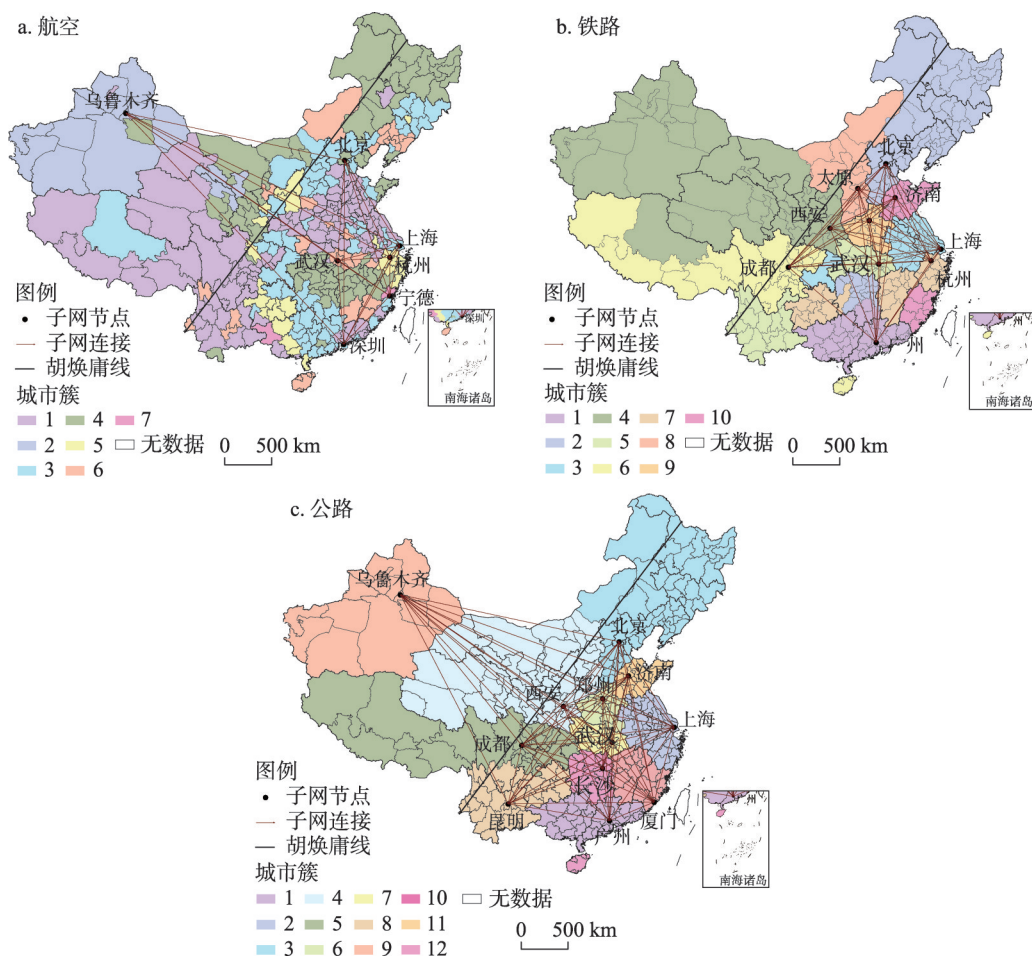 a. 航空
乌鲁木齐
北京
上海
武汉
杭州
宁德
深圳
图例
子网节点
子网连接
胡焕庸线
城市簇
1 4 7
2 5 无数据
3 6
0 500 km
深圳
南海诸岛
b. 铁路
北京
太原
济南
西安
上海
成都
武汉
杭州
广州
图例
子网节点
子网连接
胡焕庸线
城市簇
1 4 7 10
2 5 8 无数据
3 6 9
0 500 km
广州
南海诸岛
c. 公路
乌鲁木齐
北京
济南
郑州
西安
上海
武汉
成都
长沙
昆明
厦门
广州
图例
子网节点
子网连接
胡焕庸线
城市簇
1 4 7 10 无数据
2 5 8 11
3 6 9 12
0 500 km
广州
南海诸岛